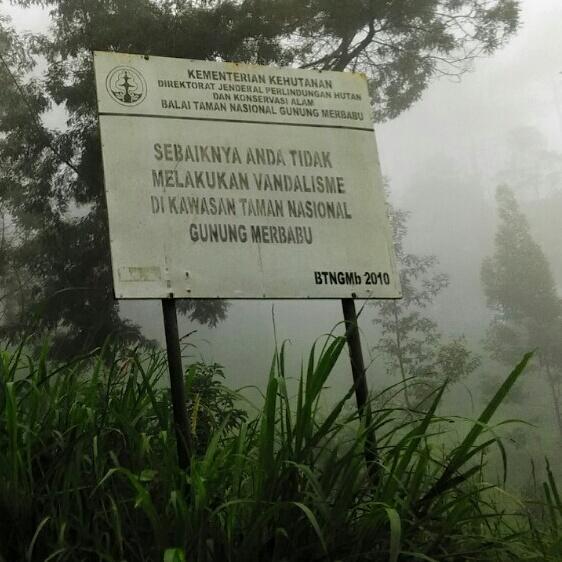 KEMENTERIAN KEHUTANAN
DIREKTORAT JENDERAL PERLINDUNGAN HUTAN
DAN KONSERVASI ALAM
BALAI TAMAN NASIONAL GUNUNG MERBABU
SEBAIKNYA ANDA TIDAK
MELAKUKAN VANDALISME
DI KAWASAN TAMAN NASIONAL
GUNUNG MERBABU
BTNGMb 2010